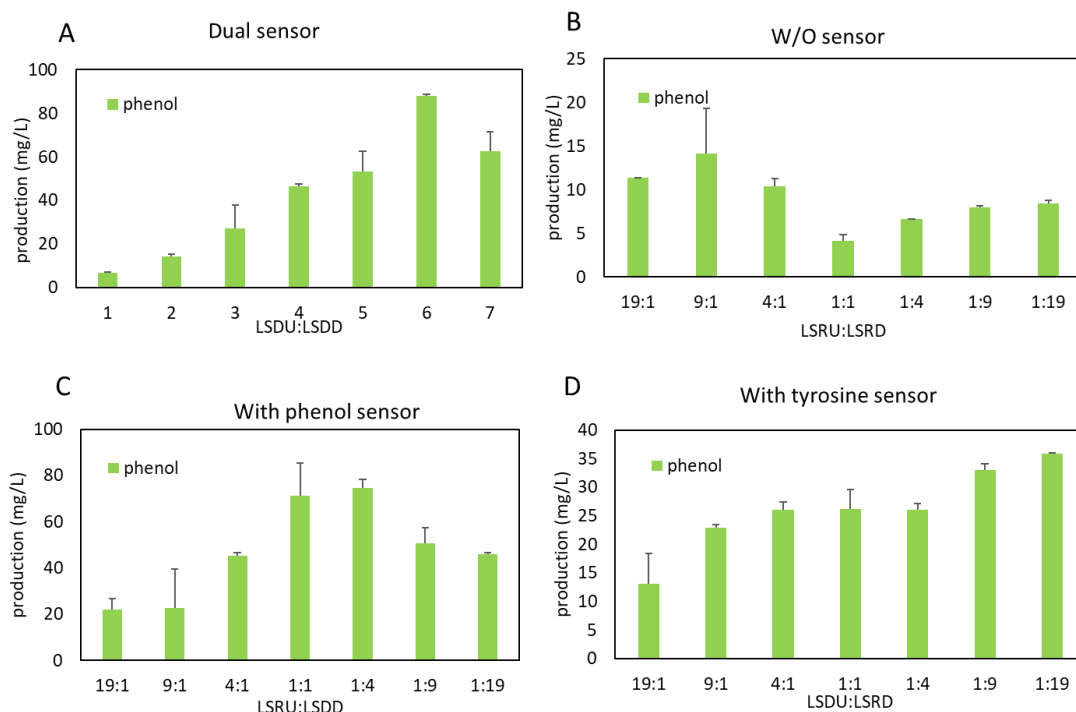 A
Dual sensor
production (mg/L)
100
80
60
40
20
0
phenol
1 2 3 4 5 6 7
LSDU:LSDD
B
W/O sensor
production (mg/L)
25
20
15
10
5
0
phenol
19:1 9:1 4:1 1:1 1:4 1:9 1:19
LSRU:LSRD
C
With phenol sensor
production (mg/L)
100
80
60
40
20
0
phenol
19:1 9:1 4:1 1:1 1:4 1:9 1:19
LSRU:LSDD
D
With tyrosine sensor
production (mg/L)
40
35
30
25
20
15
10
5
0
phenol
19:1 9:1 4:1 1:1 1:4 1:9 1:19
LSDU:LSRD